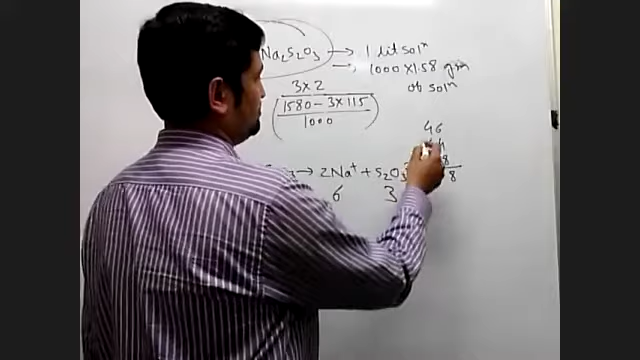 Na₂S₂O₃ → 1 lit solⁿ
→ 1000 × 1.58 gm
of solⁿ
3 × 2
(1580 − 3 × 115
1000)
→ 2Na⁺ + S₂O₃
6 3
46
8
8